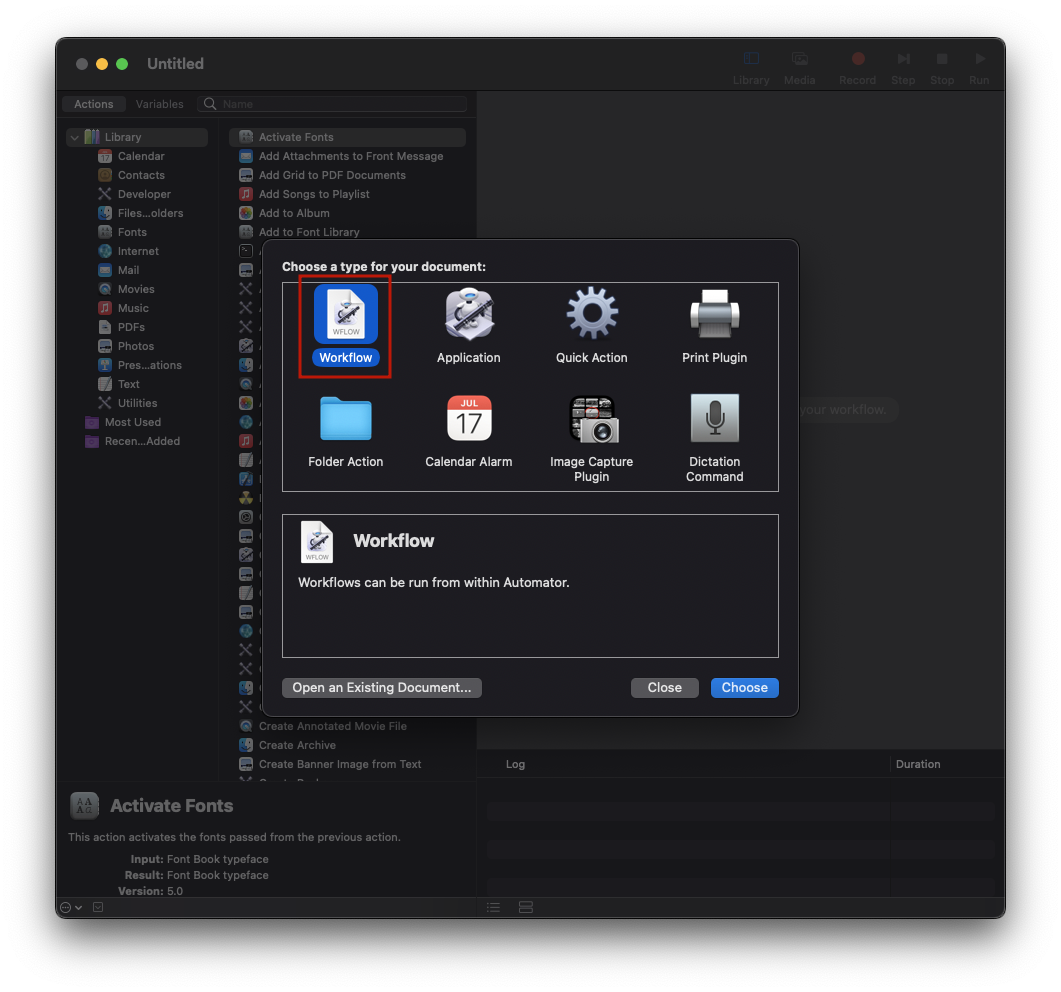 Untitled
Library Media Record Step Stop Run
Actions Variables Name
Library
Calendar
Contacts
Developer
Files...olders
Fonts
Internet
Mail
Movies
Music
PDFs
Photos
Pres...ations
Text
Utilities
Most Used
Recen...Added
Activate Fonts
Add Attachments to Front Message
Add Grid to PDF Documents
Add Songs to Playlist
Add to Album
Add to Font Library
Create Annotated Movie File
Create Archive
Create Banner Image from Text
Choose a type for your document:
WFLOW
Workflow
Application
Quick Action
Print Plugin
Folder Action
JUL
17
Calendar Alarm
Image Capture
Plugin
Dictation
Command
WFLOW
Workflow
Workflows can be run from within Automator.
Open an Existing Document...
Close
Choose
your workflow.
Log Duration
Activate Fonts
This action activates the fonts passed from the previous action.
Input: Font Book typeface
Result: Font Book typeface
Version: 5.0